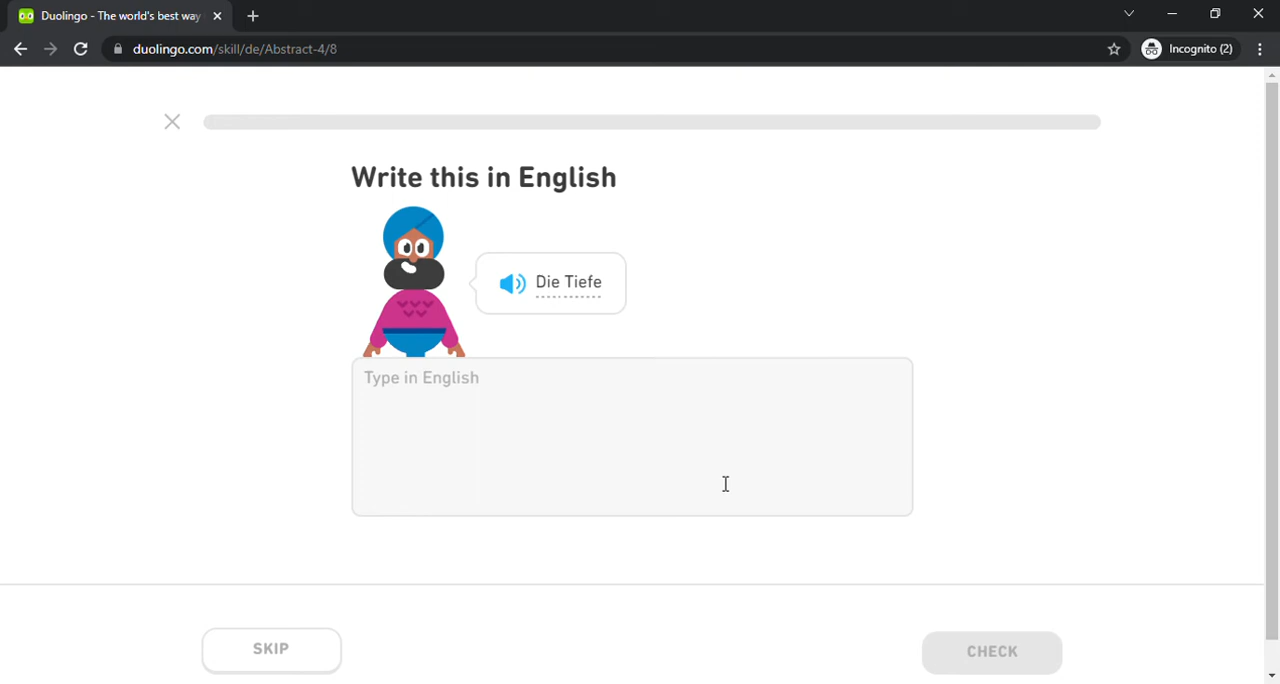 Duolingo - The world's best way
duolingo.com/skill/de/Abstract-4/8
Incognito (2)
Write this in English
Die Tiefe
Type in English
SKIP
CHECK